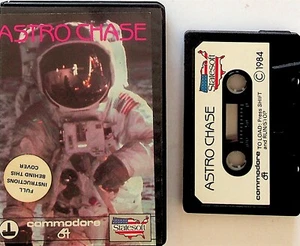 ASTRO CHASE
FULL
INSTRUCTIONS
BEHIND THIS
COVER
commodore
64
Statesoft
ASTRO CHASE
TO LOAD: Press SHIFT
and RUN/STOP
commodore
64
Statesoft
© 1984